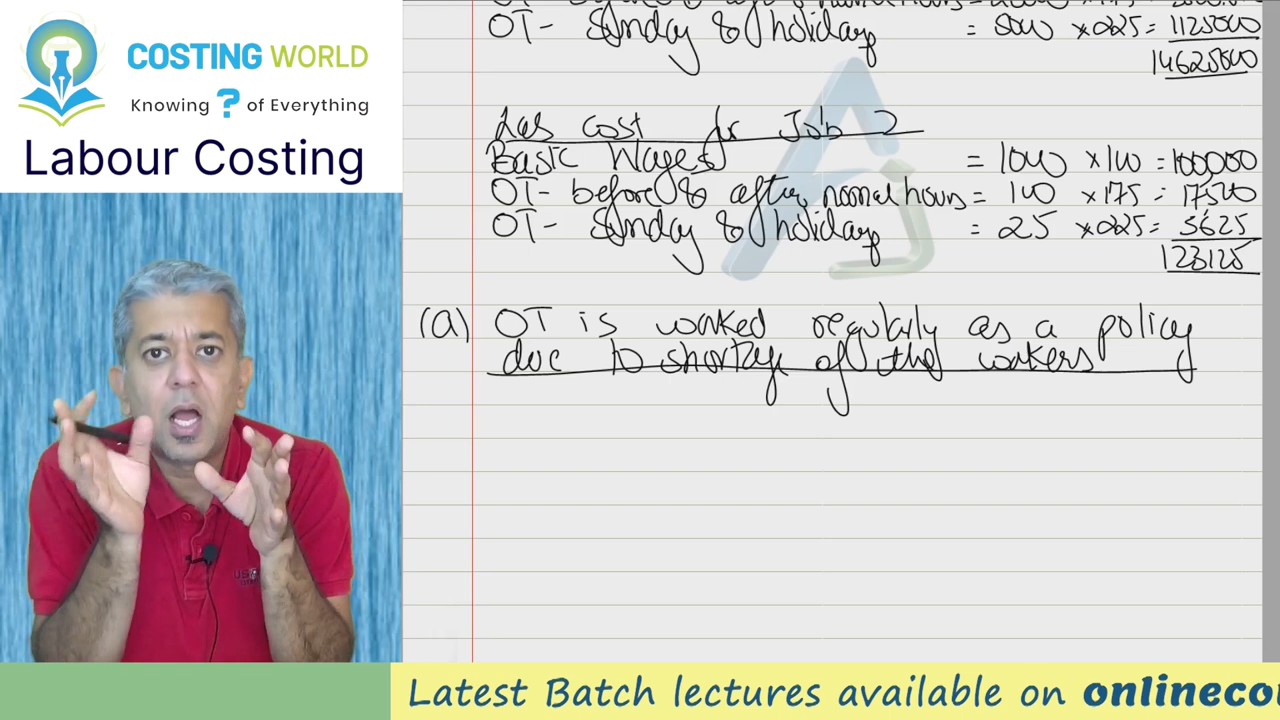 COSTING WORLD
Knowing ? of Everything
Labour Costing
OT- Sunday & holiday = 5000 × 225 = 1125000
14625000
Lab cost for Job 2
Basic Wages = 1000 × 100 = 100,000
OT- before & after normal hours = 100 × 175 = 17500
OT- Sunday & holiday = 25 × 225 = 5625
123125
(a) OT is worked regularly as a policy
due to shortage of the workers
Latest Batch lectures available on onlineco